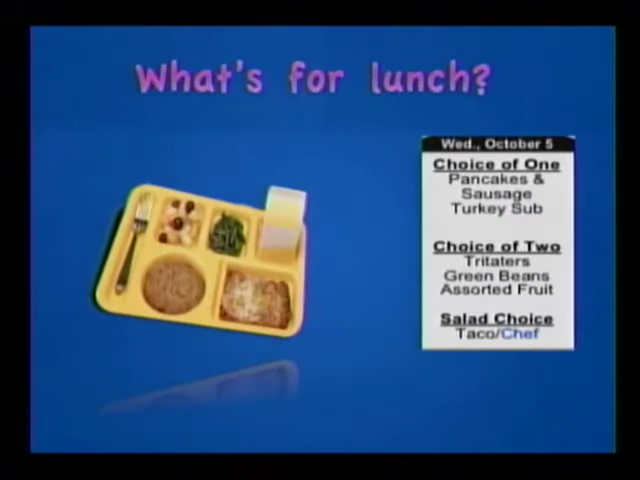 What's for lunch?
Wed., October 5
Choice of One
Pancakes &
Sausage
Turkey Sub
Choice of Two
Tritaters
Green Beans
Assorted Fruit
Salad Choice
Taco/Chef